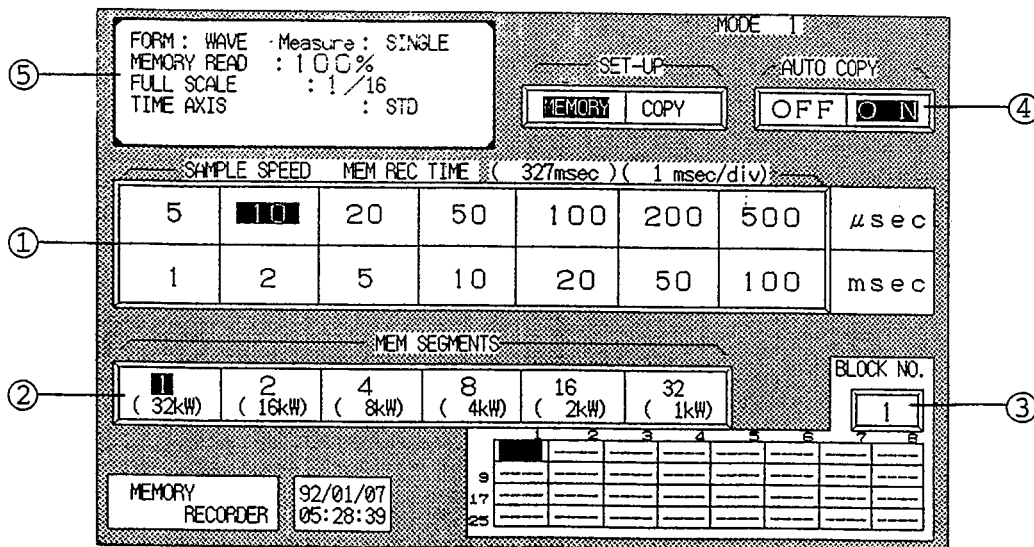 MODE 1
FORM : WAVE Measure : SINGLE
MEMORY READ : 100%
FULL SCALE : 1/16
TIME AXIS : STD
⑤
SET-UP
MEMORY COPY
AUTO COPY
OFF ON
④
SAMPLE SPEED MEM REC TIME ( 327msec )( 1 msec/div)
①
5 10 20 50 100 200 500 μsec
1 2 5 10 20 50 100 msec
MEM SEGMENTS
②
1 2 4 8 16 32
( 32kW) ( 16kW) ( 8kW) ( 4kW) ( 2kW) ( 1kW)
BLOCK NO.
1
③
1 2 3 4 5 6 7 8
9
17
25
MEMORY
RECORDER
92/01/07
05:28:39